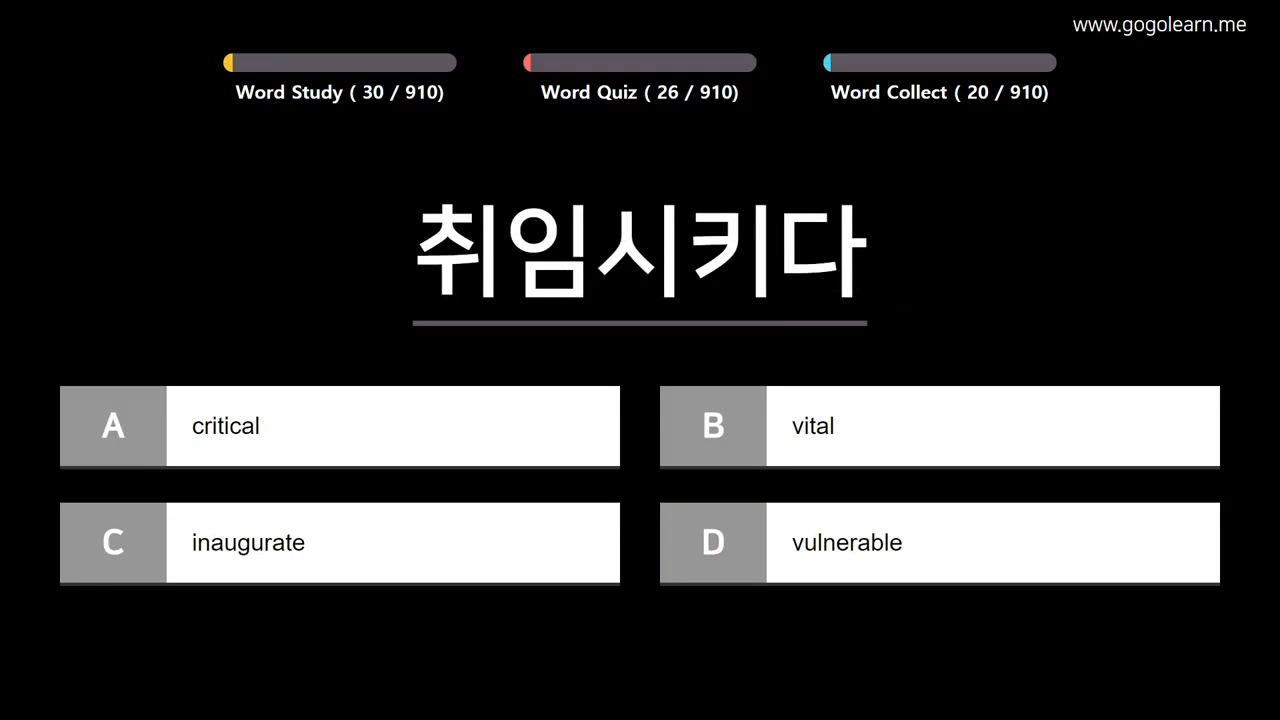 www.gogolearn.me
Word Study ( 30 / 910)
Word Quiz ( 26 / 910)
Word Collect ( 20 / 910)
취임시키다
A critical
B vital
C inaugurate
D vulnerable